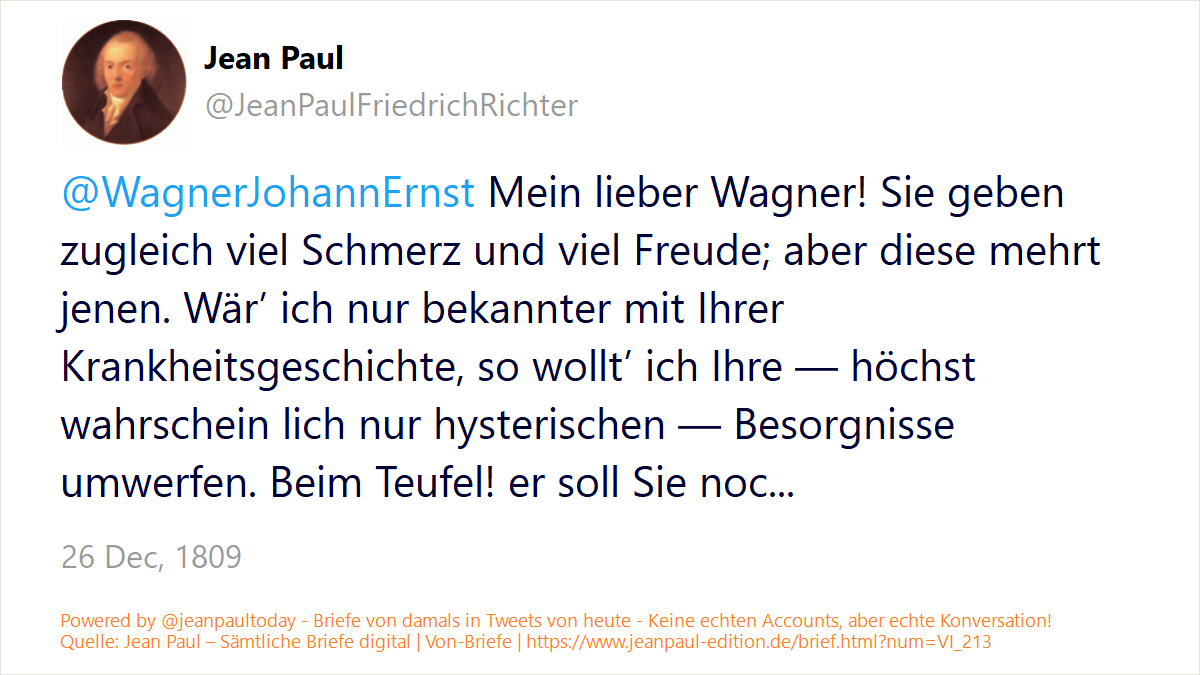 Jean Paul
@JeanPaulFriedrichRichter
@WagnerJohannErnst Mein lieber Wagner! Sie geben
zugleich viel Schmerz und viel Freude; aber diese mehrt
jenen. Wär’ ich nur bekannter mit Ihrer
Krankheitsgeschichte, so wollt’ ich Ihre — höchst
wahrschein lich nur hysterischen — Besorgnisse
umwerfen. Beim Teufel! er soll Sie noc...
26 Dec, 1809
Powered by @jeanpaultoday - Briefe von damals in Tweets von heute - Keine echten Accounts, aber echte Konversation!
Quelle: Jean Paul – Sämtliche Briefe digital | Von-Briefe | https://www.jeanpaul-edition.de/brief.html?num=VI_213